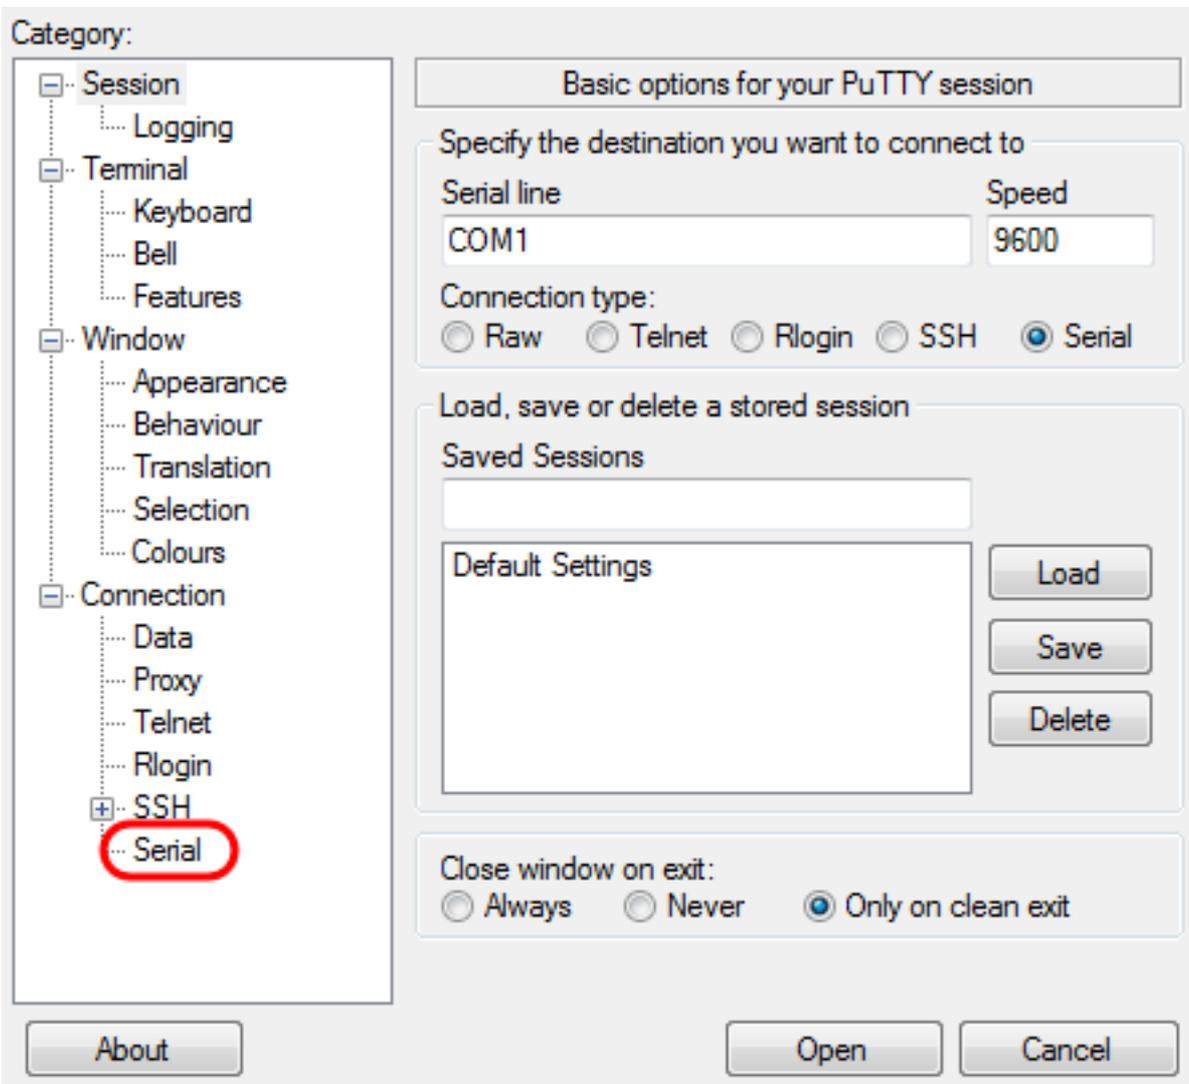 Category:
Session
Logging
Terminal
Keyboard
Bell
Features
Window
Appearance
Behaviour
Translation
Selection
Colours
Connection
Data
Proxy
Telnet
Rlogin
SSH
Serial
Basic options for your PuTTY session
Specify the destination you want to connect to
Serial line Speed
COM1 9600
Connection type:
Raw Telnet Rlogin SSH Serial
Load, save or delete a stored session
Saved Sessions
Default Settings
Load
Save
Delete
Close window on exit:
Always Never Only on clean exit
About Open Cancel